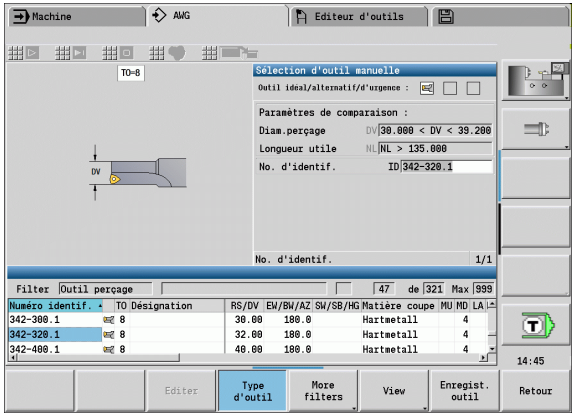 Machine AWG Editeur d'outils
TO=8
Sélection d'outil manuelle
Outil idéal/alternatif/d'urgence :
Paramètres de comparaison :
Diam.perçage DV 30.000 < DV < 39.200
Longueur utile NL NL > 135.000
No. d'identif. ID 342-320.1
DV
No. d'identif. 1/1
Filter Outil perçage 47 de 321 Max 999
Numéro identif. TO Désignation RS/DV EW/BW/AZ SW/SB/HG Matière coupe MU MD LA
342-300.1 8 30.00 180.0 Hartmetall 4
342-320.1 8 32.00 180.0 Hartmetall 4
342-400.1 8 40.00 180.0 Hartmetall 4
T
14:45
Editer Type d'outil More filters View Enregist. outil Retour